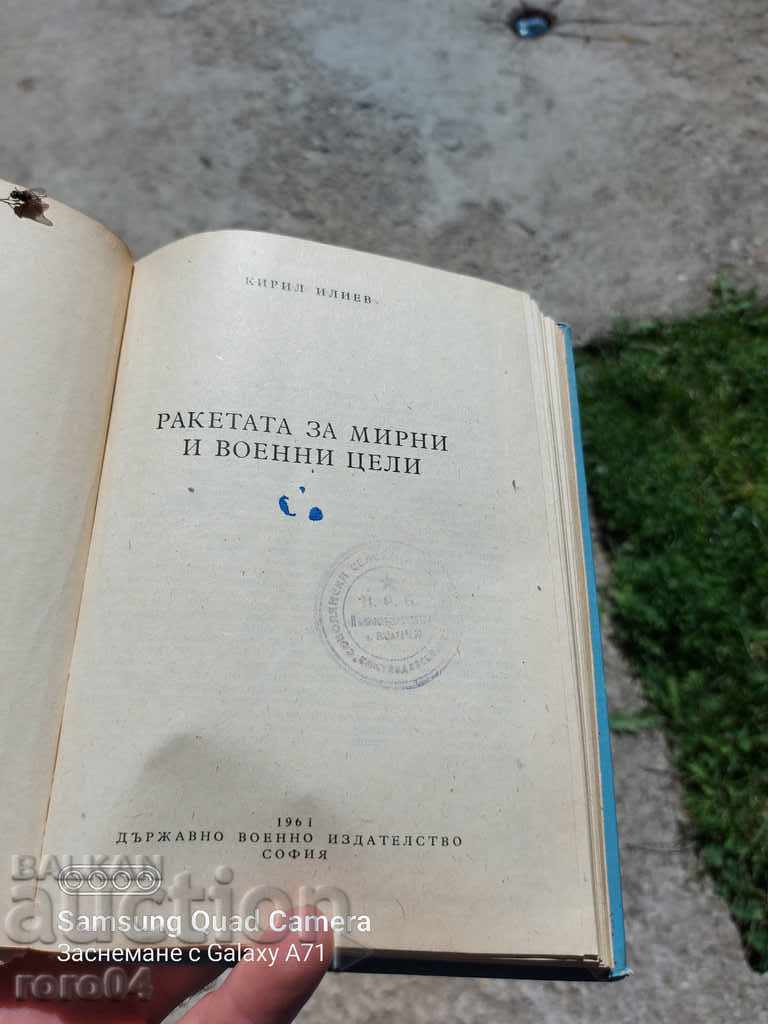 КИРИЛ ИЛИЕВ
РАКЕТАТА ЗА МИРНИ
И ВОЕННИ ЦЕЛИ
1961
ДЪРЖАВНО ВОЕННО ИЗДАТЕЛСТВО
СОФИЯ
BALKAN
auction
Samsung Quad Camera
Заснемане с Galaxy A71
roro04